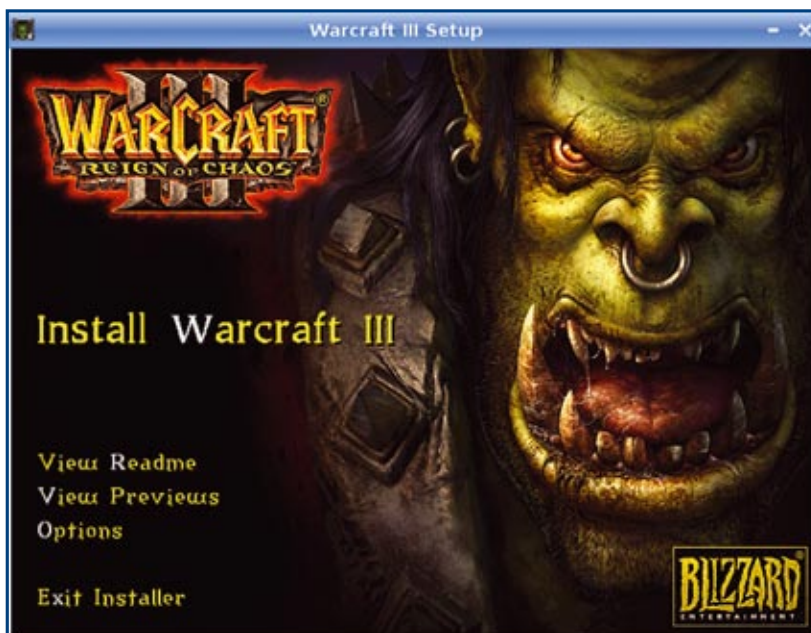 Warcraft III Setup
III
WARCRAFT®
REIGN OF CHAOS
Install Warcraft III
View Readme
View Previews
Options
Exit Installer
BLIZZARD®
ENTERTAINMENT